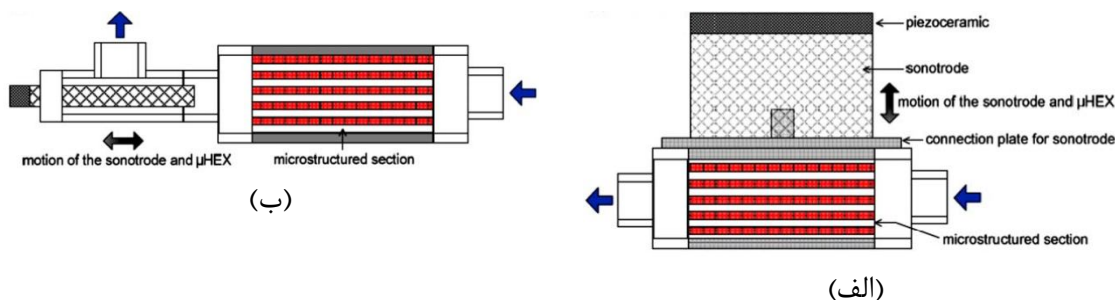 piezoceramic
sonotrode
motion of the sonotrode and µHEX
connection plate for sonotrode
microstructured section
(الف)
motion of the sonotrode and µHEX
microstructured section
(ب)